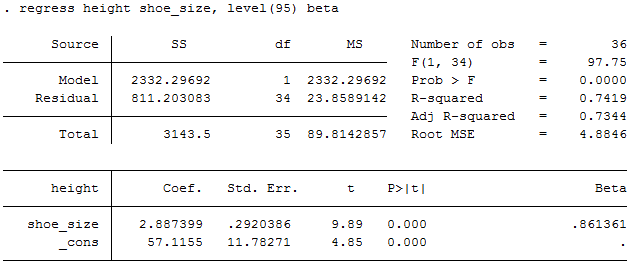 . regress height shoe_size, level(95) beta
Source | SS df MS Number of obs = 36
F(1, 34) = 97.75
Model | 2332.29692 1 2332.29692 Prob > F = 0.0000
Residual | 811.203083 34 23.8589142 R-squared = 0.7419
Adj R-squared = 0.7344
Total | 3143.5 35 89.8142857 Root MSE = 4.8846
height | Coef. Std. Err. t P>|t| Beta
shoe_size | 2.887399 .2920386 9.89 0.000 .861361
_cons | 57.1155 11.78271 4.85 0.000 .